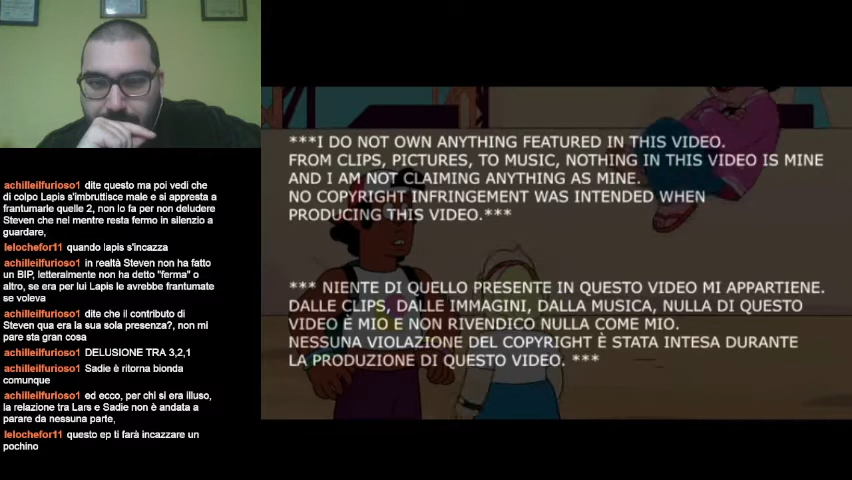 achilleilfurioso1 dite questo ma poi vedi che
di colpo Lapis s'imbruttisce male e si appresta a
frantumarle quelle 2, non lo fa per non deludere
Steven che nel mentre resta fermo in silenzio a
guardare,
lelochefor11 quando lapis s'incazza
achilleilfurioso1 in realtà Steven non ha fatto
un BIP, letteralmente non ha detto "ferma" o
altro, se era per lui Lapis le avrebbe frantumate
se voleva
achilleilfurioso1 dite che il contributo di
Steven qua era la sua sola presenza?, non mi
pare sta gran cosa
achilleilfurioso1 DELUSIONE TRA 3,2,1
achilleilfurioso1 Sadie è ritorna bionda
comunque
achilleilfurioso1 ed ecco, per chi si era illuso,
la relazione tra Lars e Sadie non è andata a
parare da nessuna parte,
lelochefor11 questo ep ti farà incazzare un
pochino
***I DO NOT OWN ANYTHING FEATURED IN THIS VIDEO.
FROM CLIPS, PICTURES, TO MUSIC, NOTHING IN THIS VIDEO IS MINE
AND I AM NOT CLAIMING ANYTHING AS MINE.
NO COPYRIGHT INFRINGEMENT WAS INTENDED WHEN
PRODUCING THIS VIDEO.***
*** NIENTE DI QUELLO PRESENTE IN QUESTO VIDEO MI APPARTIENE.
DALLE CLIPS, DALLE IMMAGINI, DALLA MUSICA, NULLA DI QUESTO
VIDEO È MIO E NON RIVENDICO NULLA COME MIO.
NESSUNA VIOLAZIONE DEL COPYRIGHT È STATA INTESA DURANTE
LA PRODUZIONE DI QUESTO VIDEO. ***